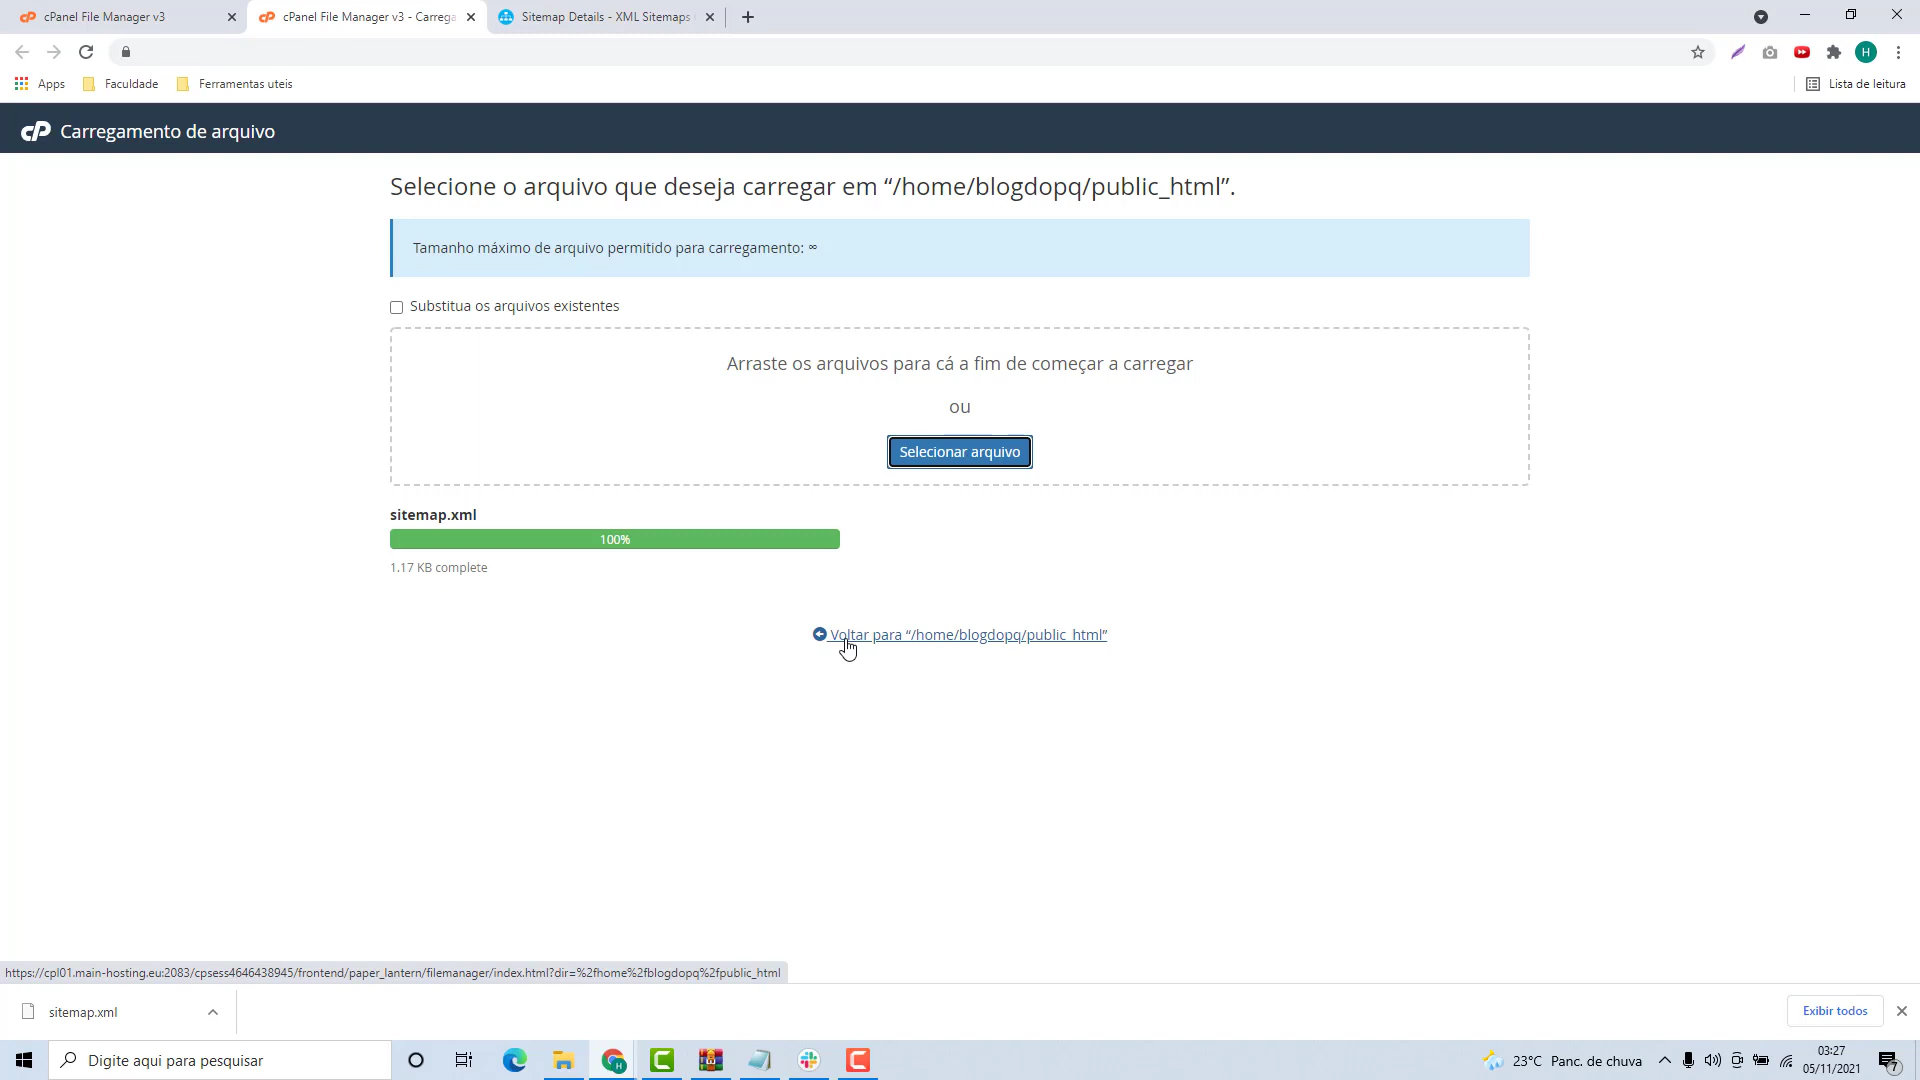 cPanel File Manager v3
cPanel File Manager v3 - Carrega
Sitemap Details - XML Sitemaps
H
Apps
Faculdade
Ferramentas uteis
Lista de leitura
cP Carregamento de arquivo
Selecione o arquivo que deseja carregar em “/home/blogdopq/public_html”.
Tamanho máximo de arquivo permitido para carregamento: ∞
Substitua os arquivos existentes
Arraste os arquivos para cá a fim de começar a carregar
ou
Selecionar arquivo
sitemap.xml
100%
1.17 KB complete
Voltar para “/home/blogdopq/public_html”
https://cpl01.main-hosting.eu:2083/cpsess4646438945/frontend/paper_lantern/filemanager/index.html?dir=%2fhome%2fblogdopq%2fpublic_html
sitemap.xml
Exibir todos
Digite aqui para pesquisar
23°C Panc. de chuva
03:27
05/11/2021
7